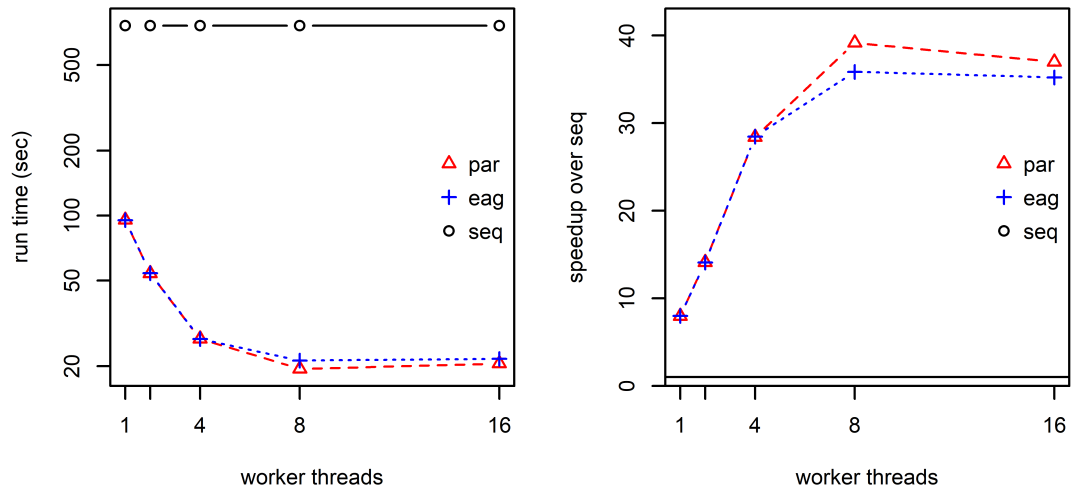 run time (sec)
500
200
100
50
20
1
4
8
16
worker threads
par
eag
seq
speedup over seq
40
30
20
10
0
1
4
8
16
worker threads
par
eag
seq